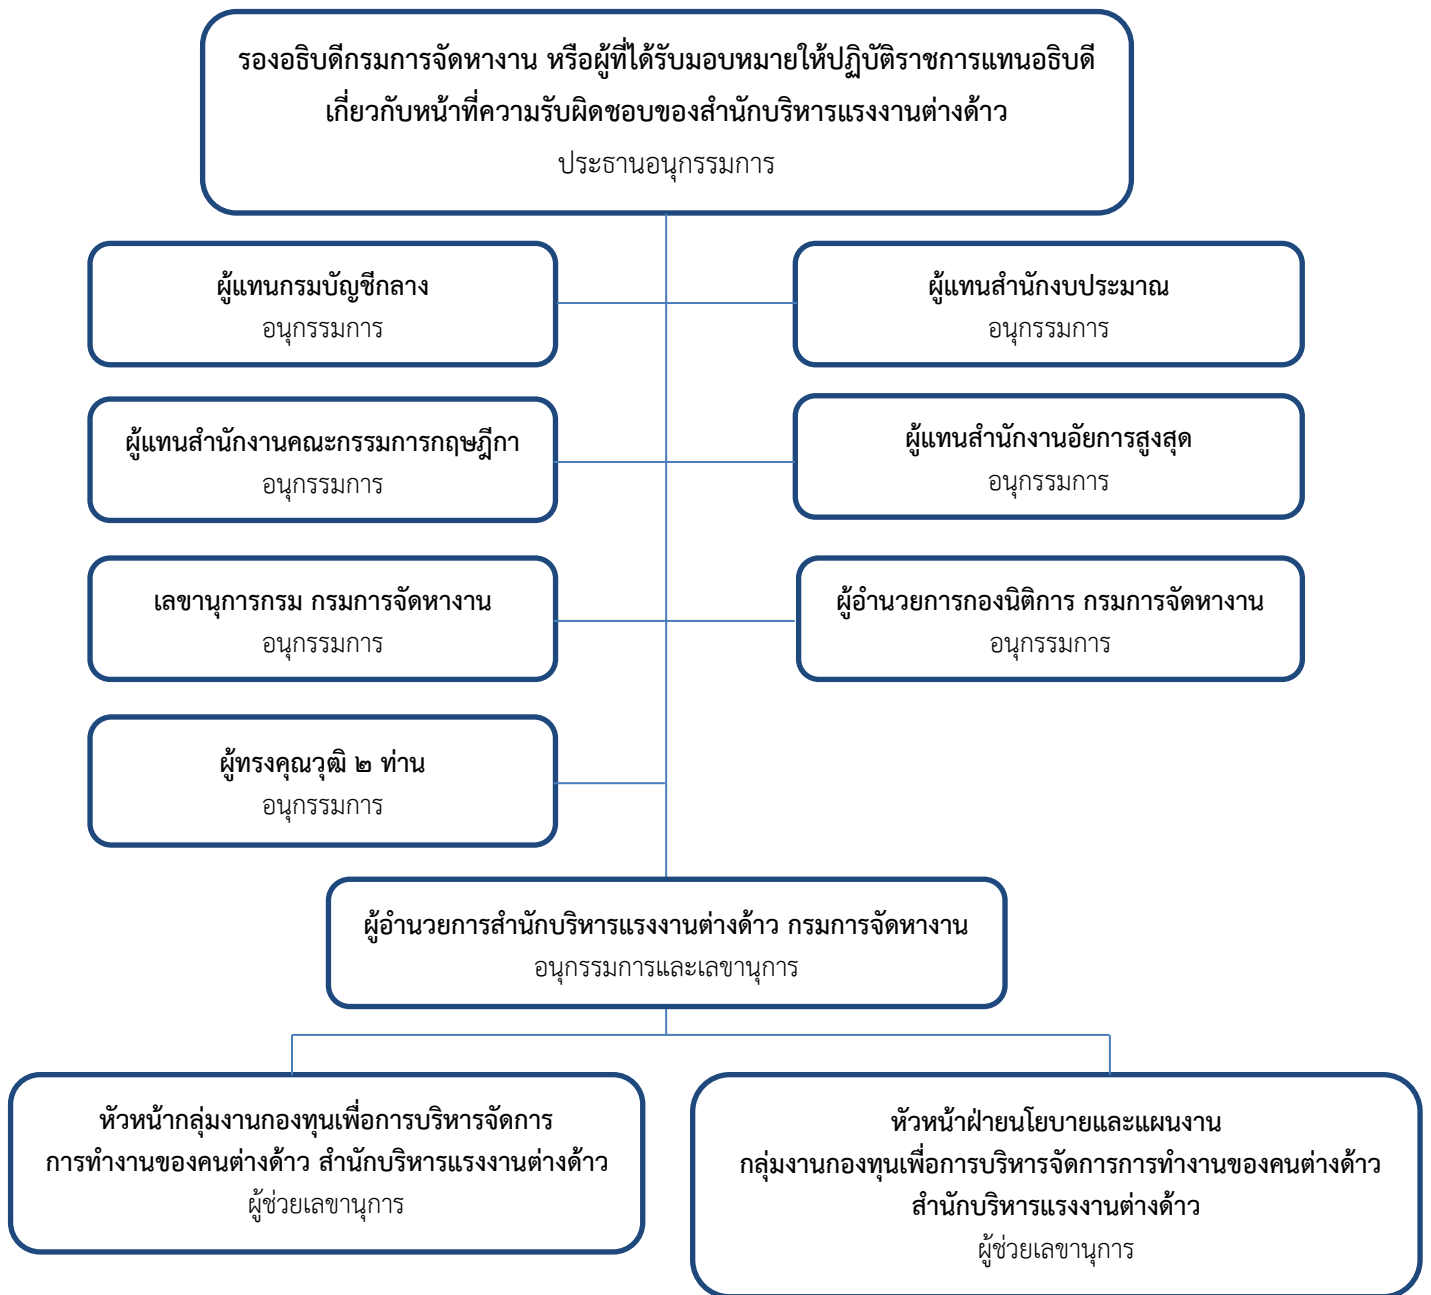 รองอธิบดีกรมการจัดหางาน หรือผู้ที่ได้รับมอบหมายให้ปฏิบัติราชการแทนอธิบดี
เกี่ยวกับหน้าที่ความรับผิดชอบของสำนักบริหารแรงงานต่างด้าว
ประธานอนุกรรมการ
ผู้แทนกรมบัญชีกลาง
อนุกรรมการ
ผู้แทนสำนักงบประมาณ
อนุกรรมการ
ผู้แทนสำนักงานคณะกรรมการกฤษฎีกา
อนุกรรมการ
ผู้แทนสำนักงานอัยการสูงสุด
อนุกรรมการ
เลขานุการกรม กรมการจัดหางาน
อนุกรรมการ
ผู้อำนวยการกองนิติการ กรมการจัดหางาน
อนุกรรมการ
ผู้ทรงคุณวุฒิ ๒ ท่าน
อนุกรรมการ
ผู้อำนวยการสำนักบริหารแรงงานต่างด้าว กรมการจัดหางาน
อนุกรรมการและเลขานุการ
หัวหน้ากลุ่มงานกองทุนเพื่อการบริหารจัดการ
การทำงานของคนต่างด้าว สำนักบริหารแรงงานต่างด้าว
ผู้ช่วยเลขานุการ
หัวหน้าฝ่ายนโยบายและแผนงาน
กลุ่มงานกองทุนเพื่อการบริหารจัดการการทำงานของคนต่างด้าว
สำนักบริหารแรงงานต่างด้าว
ผู้ช่วยเลขานุการ